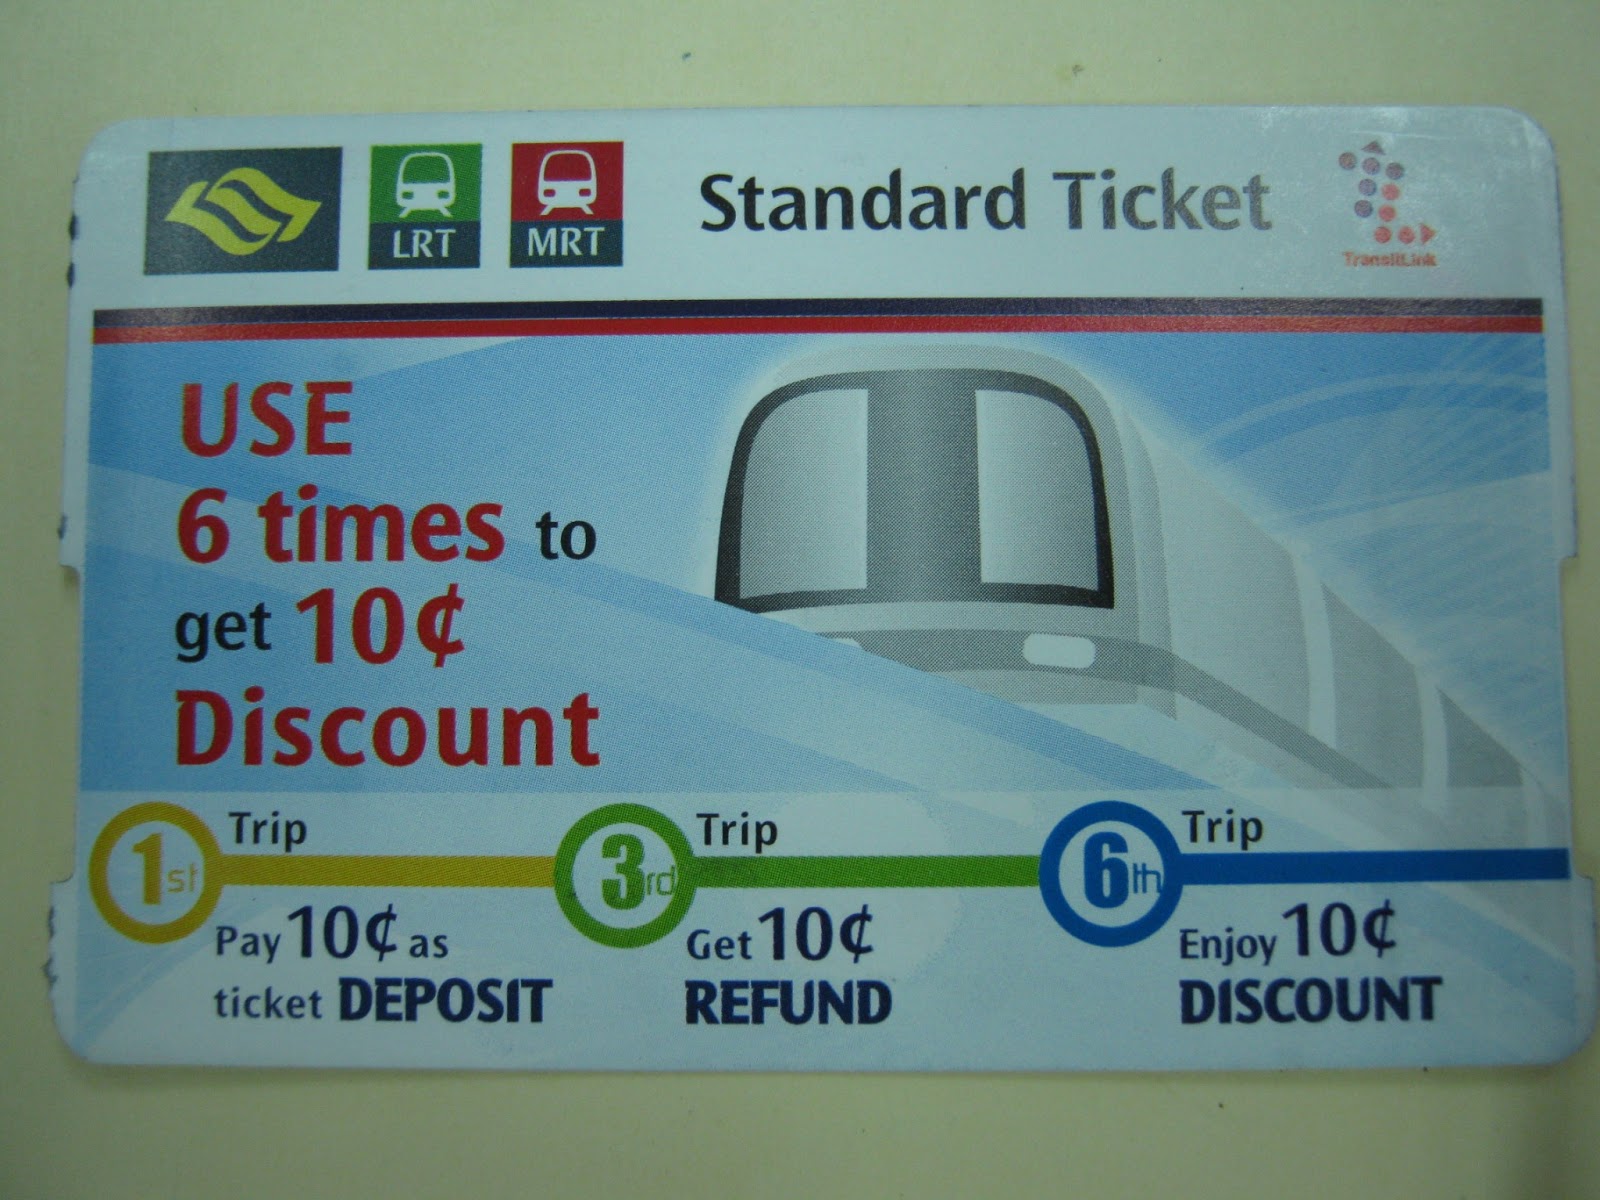 LRT
MRT
Standard Ticket
TransitLink
USE
6 times to
get 10¢
Discount
1st Trip
Pay 10¢ as
ticket DEPOSIT
3rd Trip
Get 10¢
REFUND
6th Trip
Enjoy 10¢
DISCOUNT